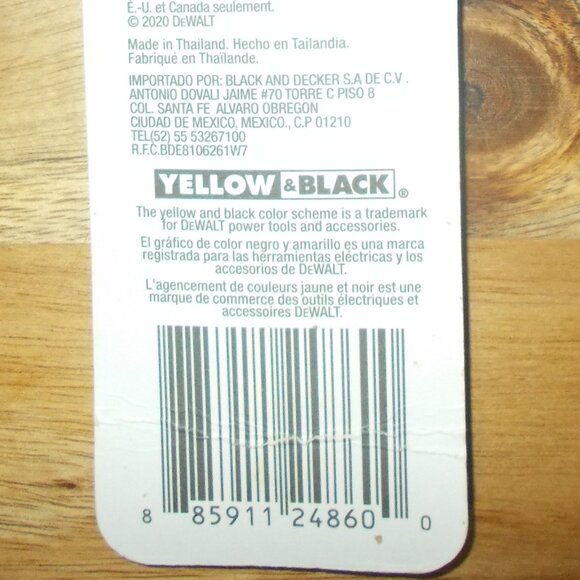 É.-U. et Canada seulement.
© 2020 DEWALT
Made in Thailand. Hecho en Tailandia.
Fabriqué en Thaïlande.
IMPORTADO POR: BLACK AND DECKER S.A DE C.V .
ANTONIO DOVALI JAIME #70 TORRE C PISO 8
COL. SANTA FE ALVARO OBREGON
CIUDAD DE MEXICO, MEXICO., C.P 01210
TEL(52) 55 53267100
R.F.C.BDE8106261W7
YELLOW & BLACK ®
The yellow and black color scheme is a trademark
for DEWALT power tools and accessories.
El gráfico de color negro y amarillo es una marca
registrada para las herramientas eléctricas y los
accesorios de DEWALT.
L'agencement de couleurs jaune et noir est une
marque de commerce des outils électriques et
accessoires DEWALT.
8 85911 24860 0